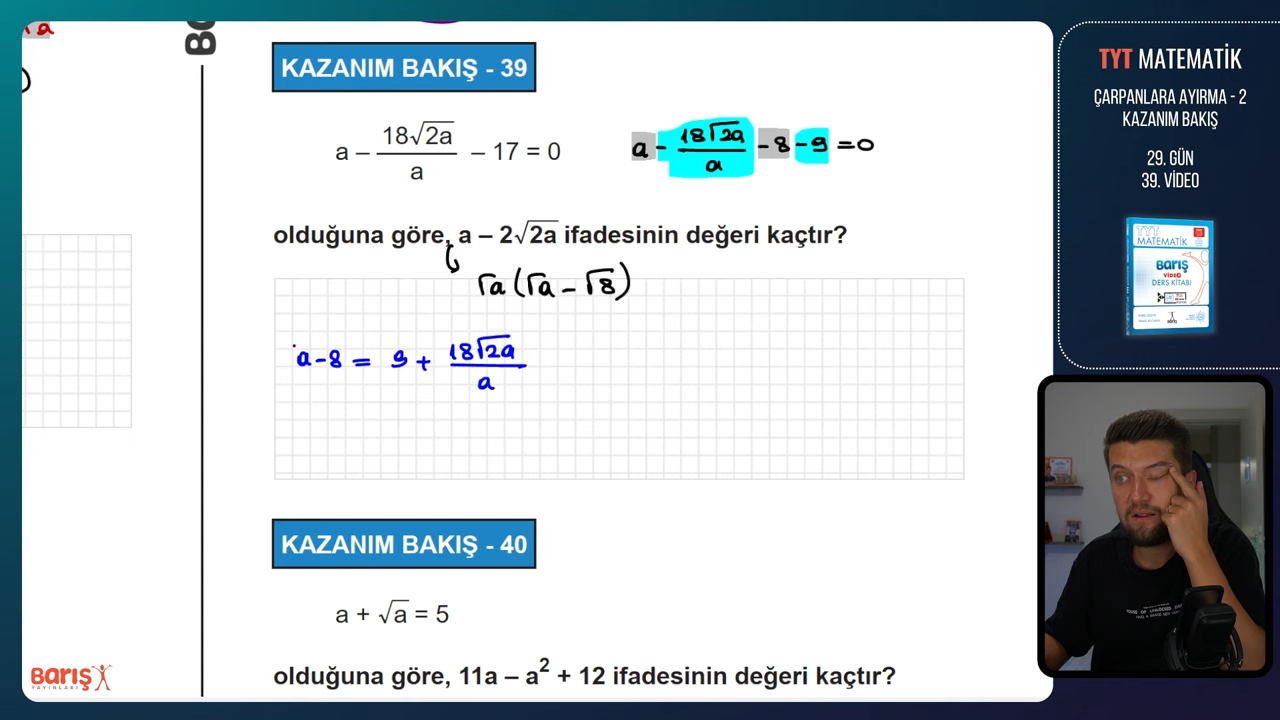 KAZANIM BAKIŞ - 39
a – 18√2a / a – 17 = 0
a - 18√2a / a - 8 - 9 = 0
olduğuna göre, a – 2√2a ifadesinin değeri kaçtır?
√a (√a - √8)
a - 8 = 9 + 18√2a / a
KAZANIM BAKIŞ - 40
a + √a = 5
olduğuna göre, 11a – a² + 12 ifadesinin değeri kaçtır?
BARIŞ
YAYINLARI
TYT MATEMATİK
ÇARPANLARA AYIRMA - 2
KAZANIM BAKIŞ
29. GÜN
39. VİDEO
TYT
MATEMATİK
BARIŞ
VİDEO
DERS KİTABI